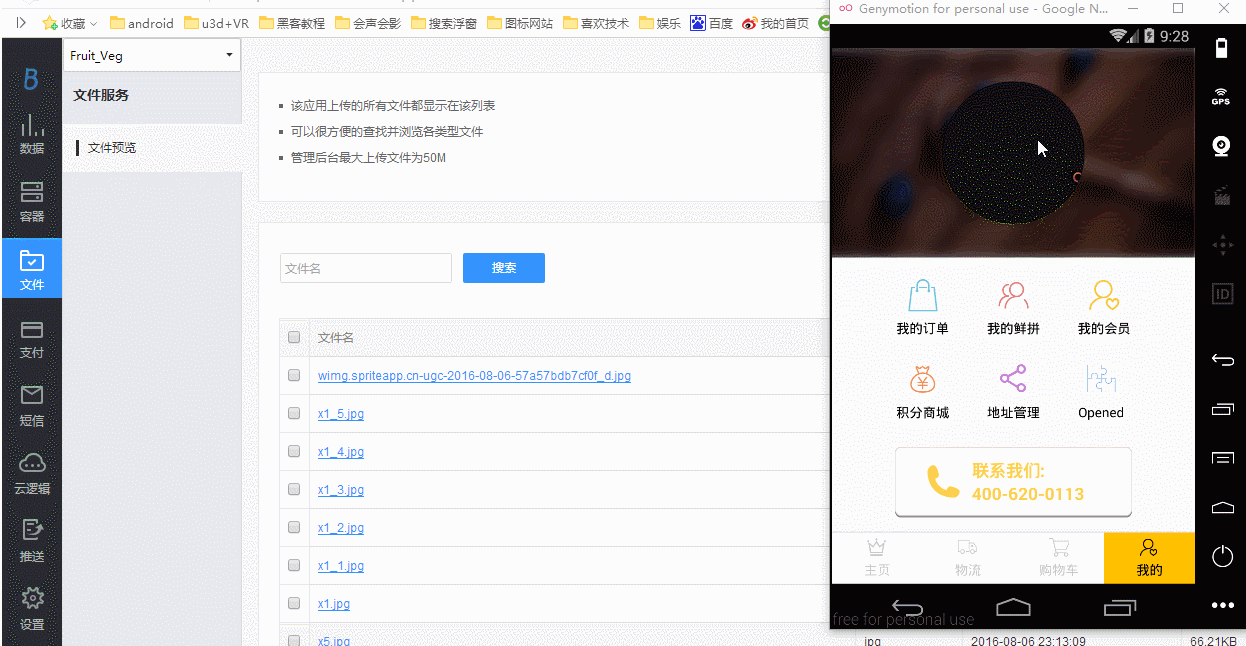 收藏
android
u3d+VR
黑客教程
会声会影
搜索浮窗
图标网站
喜欢技术
娱乐
百度
我的首页
B
数据
容器
文件
支付
短信
云逻辑
推送
设置
Fruit_Veg
文件服务
文件预览
该应用上传的所有文件都显示在该列表
可以很方便的查找并浏览各类型文件
管理后台最大上传文件为50M
文件名
搜索
文件名
wimg.spriteapp.cn-ugc-2016-08-06-57a57bdb7cf0f_d.jpg
x1_5.jpg
x1_4.jpg
x1_3.jpg
x1_2.jpg
x1_1.jpg
x1.jpg
x5.jpg
jpg
2016-08-06 23:13:09
66.21KB
Genymotion for personal use - Google N...
9:28
我的订单
我的鲜拼
我的会员
积分商城
地址管理
Opened
联系我们:
400-620-0113
主页
物流
购物车
我的
free for personal use
GPS
ID